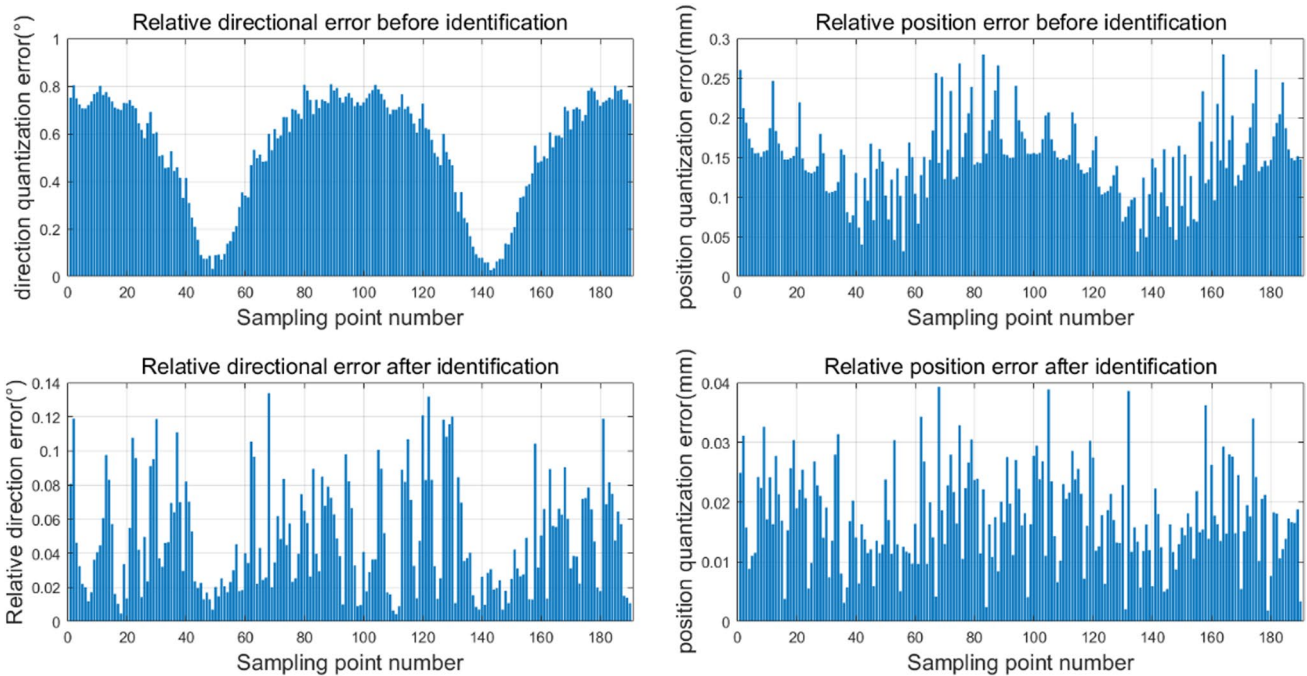 Relative directional error before identification
direction quantization error(°)
1
0.8
0.6
0.4
0.2
0
0 20 40 60 80 100 120 140 160 180
Sampling point number
Relative position error before identification
position quantization error(mm)
0.3
0.25
0.2
0.15
0.1
0.05
0
0 20 40 60 80 100 120 140 160 180
Sampling point number
Relative directional error after identification
Relative direction error(°)
0.14
0.12
0.1
0.08
0.06
0.04
0.02
0
0 20 40 60 80 100 120 140 160 180
Sampling point number
Relative position error after identification
position quantization error(mm)
0.04
0.03
0.02
0.01
0
0 20 40 60 80 100 120 140 160 180
Sampling point number